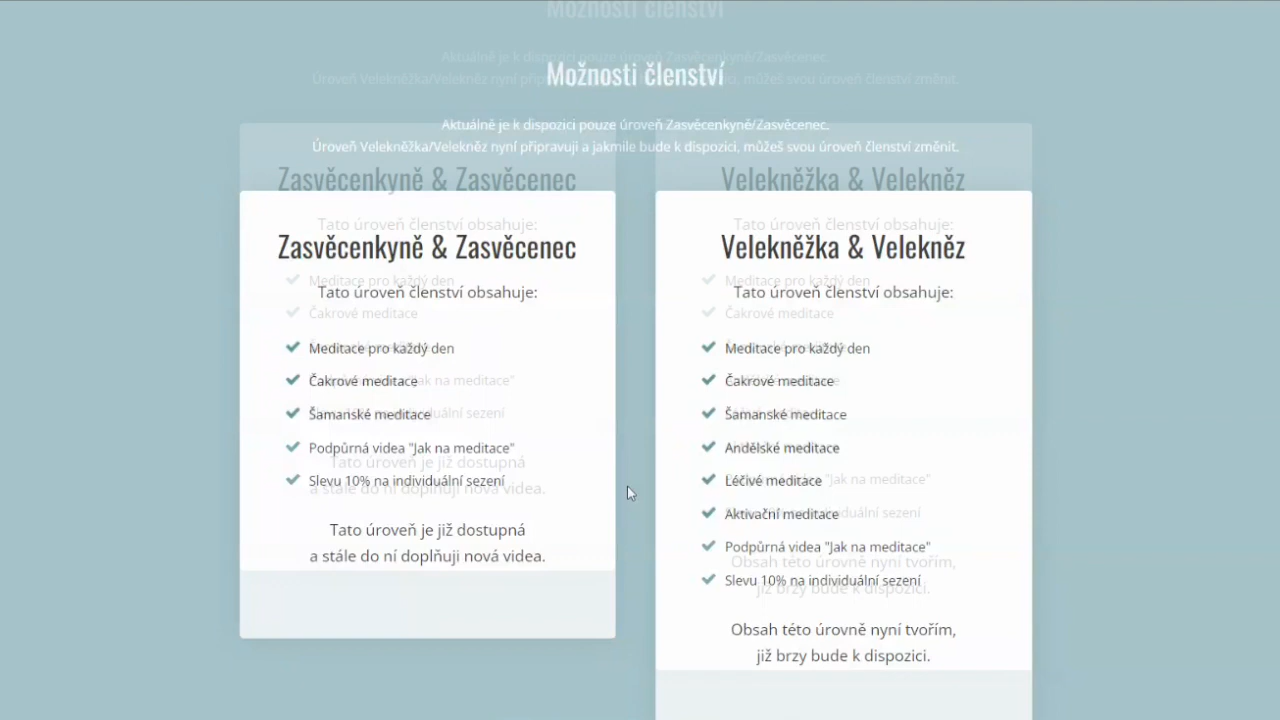 Možnosti členství
Aktuálně je k dispozici pouze úroveň Zasvěcenkyně/Zasvěcenec.
Úroveň Velekněžka/Velekněz nyní připravuji a jakmile bude k dispozici, můžeš svou úroveň členství změnit.
Zasvěcenkyně & Zasvěcenec
Tato úroveň členství obsahuje:
Meditace pro každý den
Čakrové meditace
Šamanské meditace
Podpůrná videa "Jak na meditace"
Slevu 10% na individuální sezení
Tato úroveň je již dostupná
a stále do ní doplňuji nová videa.
Velekněžka & Velekněz
Tato úroveň členství obsahuje:
Meditace pro každý den
Čakrové meditace
Šamanské meditace
Andělské meditace
Léčivé meditace
Aktivační meditace
Podpůrná videa "Jak na meditace"
Slevu 10% na individuální sezení
Obsah této úrovně nyní tvořím,
již brzy bude k dispozici.